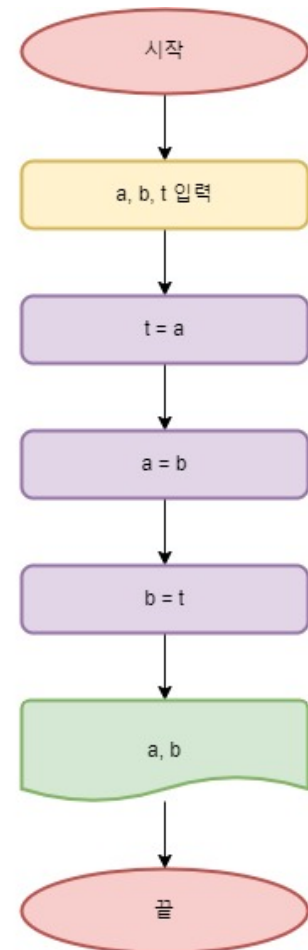 시작
a, b, t 입력
t = a
a = b
b = t
a, b
끝